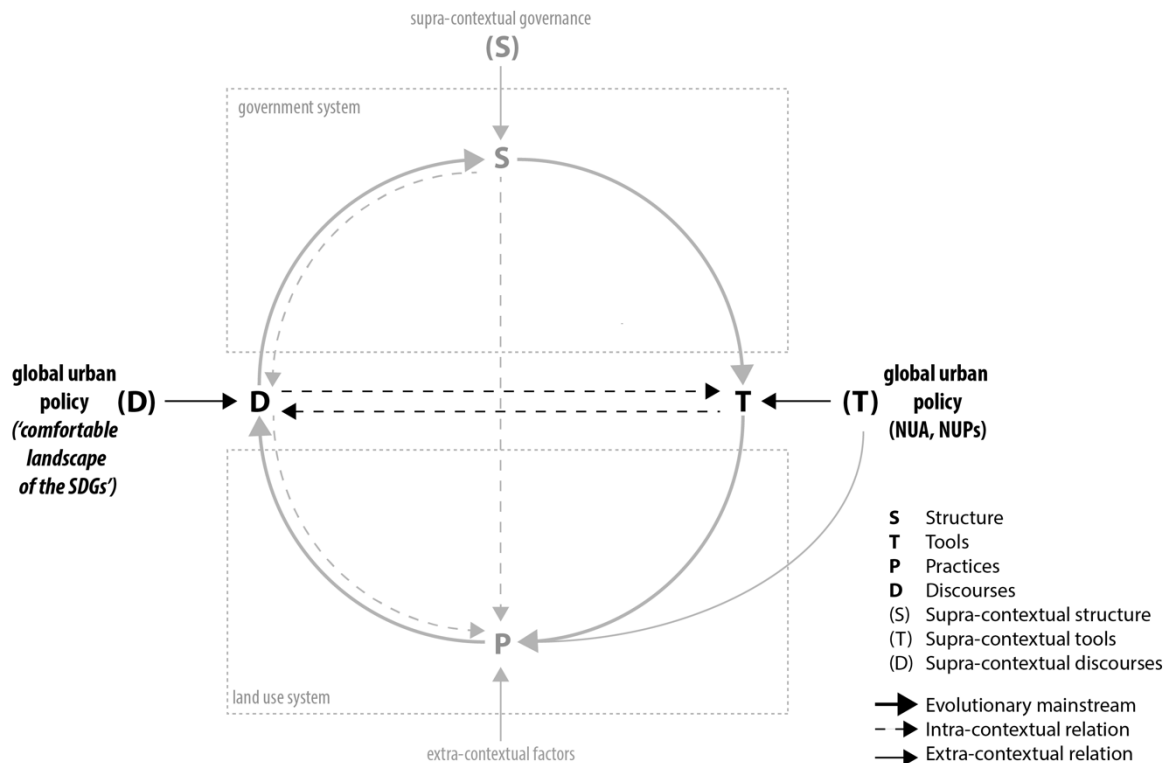 supra-contextual governance
(S)
government system
S
global urban
policy
(‘comfortable
landscape
of the SDGs’)
(D)
D
T
(T)
global urban
policy
(NUA, NUPs)
P
land use system
extra-contextual factors
S Structure
T Tools
P Practices
D Discourses
(S) Supra-contextual structure
(T) Supra-contextual tools
(D) Supra-contextual discourses
Evolutionary mainstream
Intra-contextual relation
Extra-contextual relation